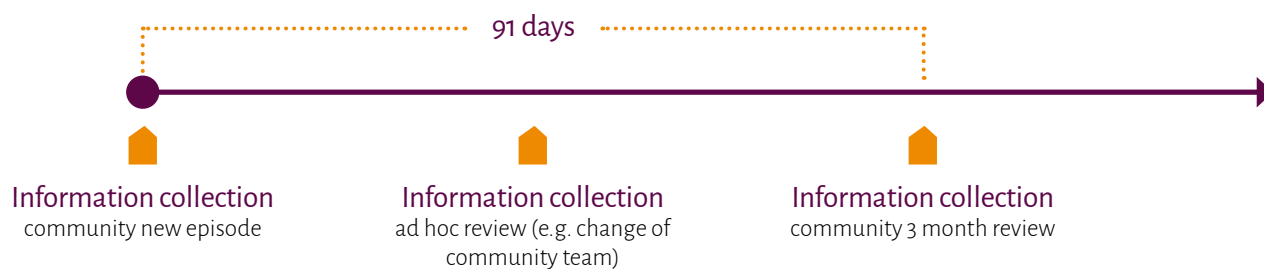 91 days
Information collection
community new episode
Information collection
ad hoc review (e.g. change of
community team)
Information collection
community 3 month review